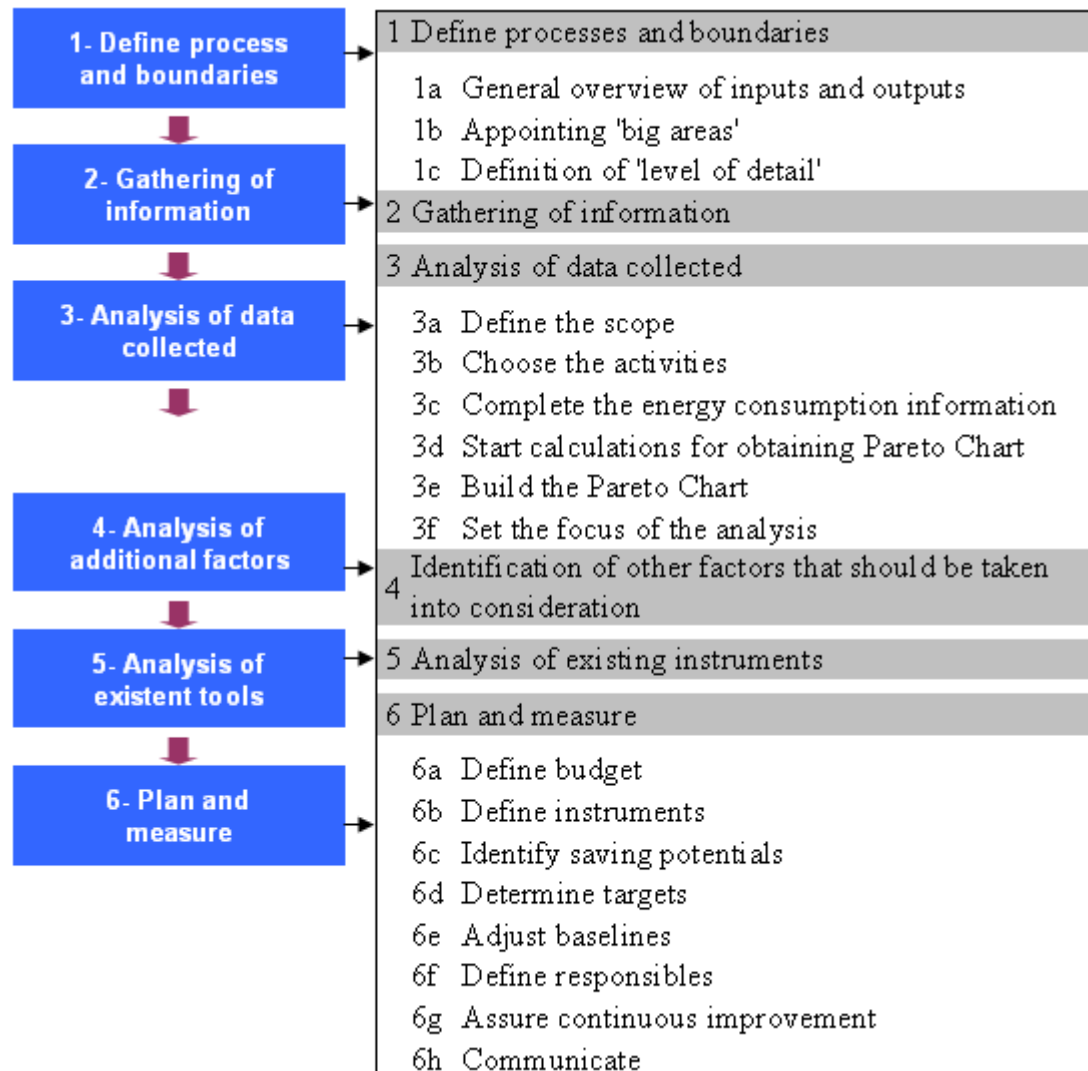 1- Define process
and boundaries
2- Gathering of
information
3- Analysis of data
collected
4- Analysis of
additional factors
5- Analysis of
existent tools
6- Plan and
measure
1 Define processes and boundaries
1a General overview of inputs and outputs
1b Appointing 'big areas'
1c Definition of 'level of detail'
2 Gathering of information
3 Analysis of data collected
3a Define the scope
3b Choose the activities
3c Complete the energy consumption information
3d Start calculations for obtaining Pareto Chart
3e Build the Pareto Chart
3f Set the focus of the analysis
4 Identification of other factors that should be taken
into consideration
5 Analysis of existing instruments
6 Plan and measure
6a Define budget
6b Define instruments
6c Identify saving potentials
6d Determine targets
6e Adjust baselines
6f Define responsibles
6g Assure continuous improvement
6h Communicate